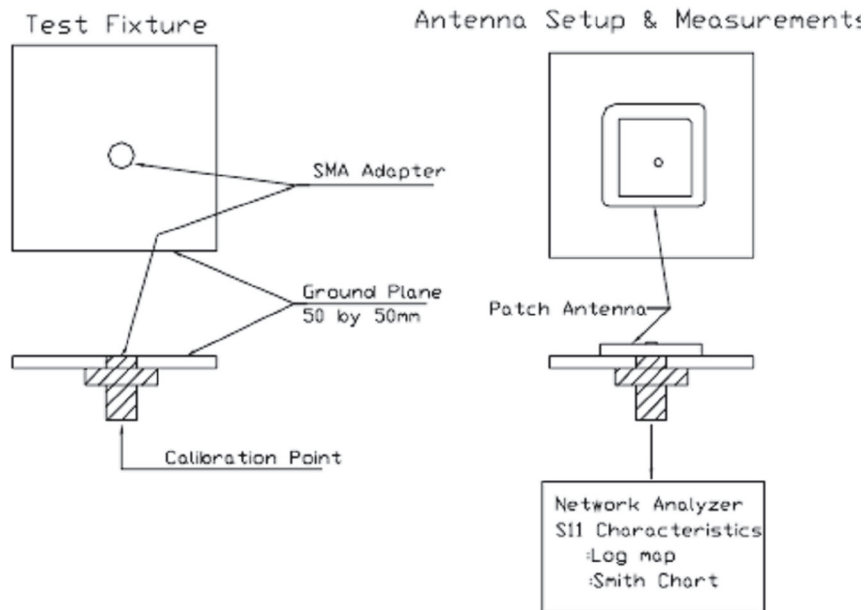 Test Fixture
Antenna Setup & Measurements
SMA Adapter
Ground Plane
50 by 50mm
Patch Antenna
Calibration Point
Network Analyzer
S11 Characteristics
:Log map
:Smith Chart